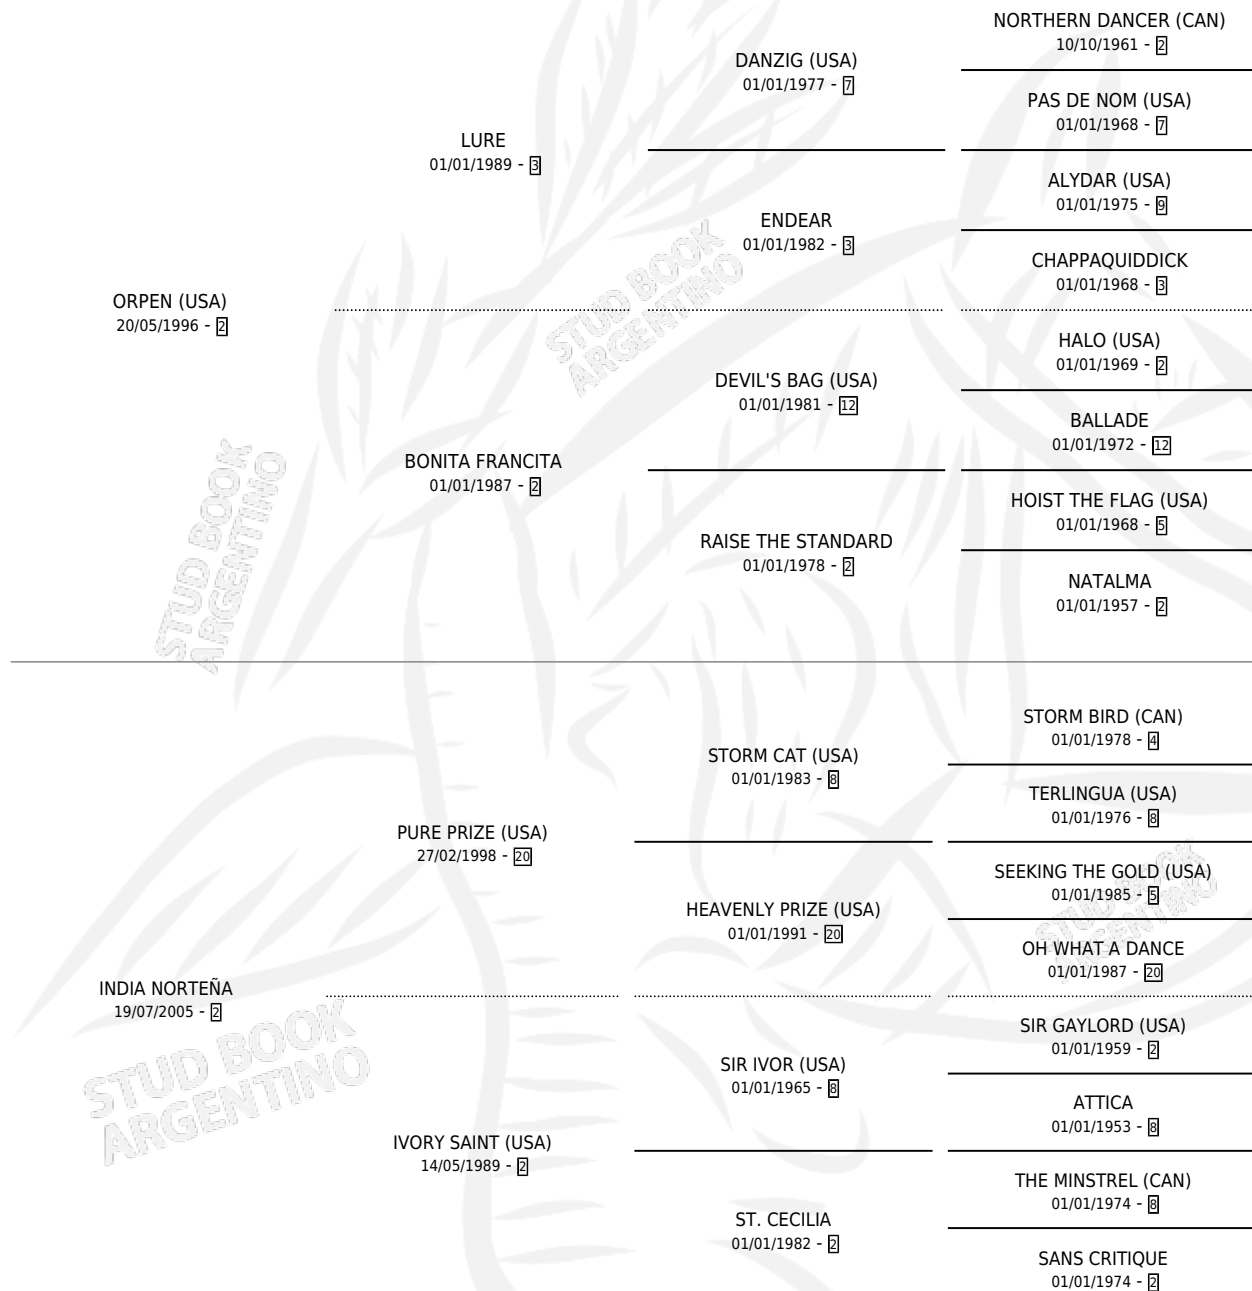 NORTHERN DANCER (CAN)
10/10/1961 - 2
DANZIG (USA)
01/01/1977 - 7
PAS DE NOM (USA)
01/01/1968 - 7
LURE
01/01/1989 - 3
ALYDAR (USA)
01/01/1975 - 9
ENDEAR
01/01/1982 - 3
CHAPPAQUIDDICK
01/01/1968 - 3
ORPEN (USA)
20/05/1996 - 2
HALO (USA)
01/01/1969 - 2
DEVIL'S BAG (USA)
01/01/1981 - 12
BALLADE
01/01/1972 - 12
BONITA FRANCITA
01/01/1987 - 2
HOIST THE FLAG (USA)
01/01/1968 - 5
RAISE THE STANDARD
01/01/1978 - 2
NATALMA
01/01/1957 - 2
STORM BIRD (CAN)
01/01/1978 - 4
STORM CAT (USA)
01/01/1983 - 8
TERLINGUA (USA)
01/01/1976 - 8
PURE PRIZE (USA)
27/02/1998 - 20
SEEKING THE GOLD (USA)
01/01/1985 - 5
HEAVENLY PRIZE (USA)
01/01/1991 - 20
OH WHAT A DANCE
01/01/1987 - 20
INDIA NORTEÑA
19/07/2005 - 2
SIR GAYLORD (USA)
01/01/1959 - 2
SIR IVOR (USA)
01/01/1965 - 8
ATTICA
01/01/1953 - 8
IVORY SAINT (USA)
14/05/1989 - 2
THE MINSTREL (CAN)
01/01/1974 - 8
ST. CECILIA
01/01/1982 - 2
SANS CRITIQUE
01/01/1974 - 2
STUD BOOK
ARGENTINO
STUD BOOK
ARGENTINO
STUD BOOK
ARGENTINO
STUD BOOK
ARGENTINO